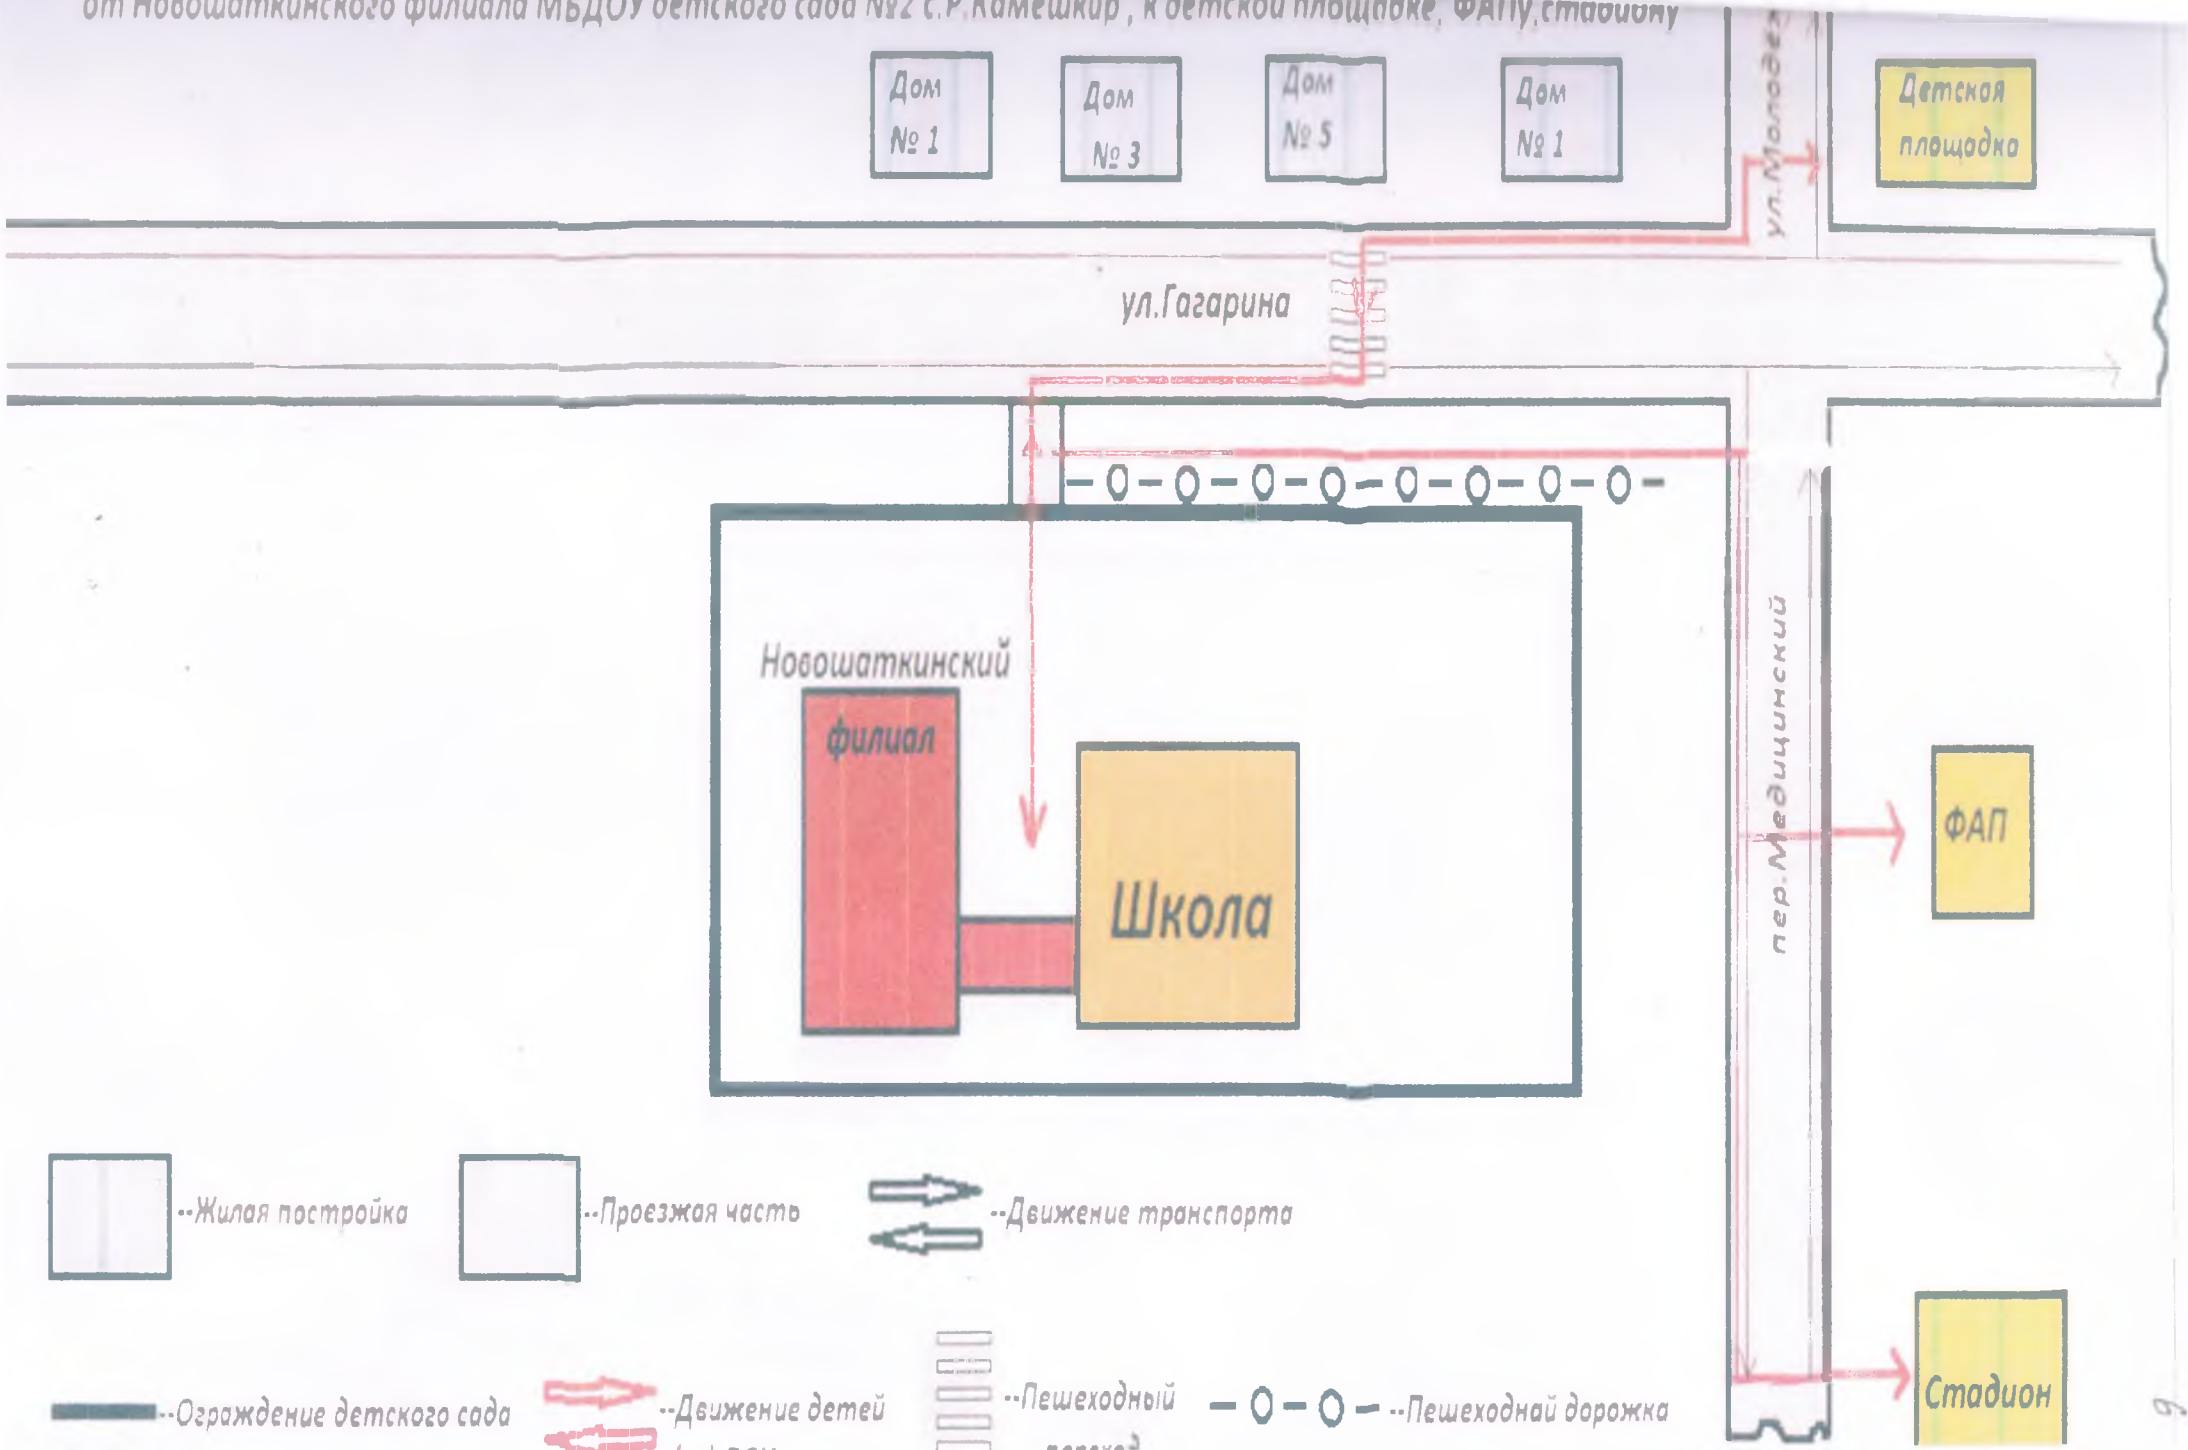 от Новошаткинского филиала МБДОУ детского сада №2 с.Р.Камешкир , к детской площадке, ФАПу,стадиону
Дом
№ 1
Дом
№ 3
Дом
№ 5
Дом
№ 1
Детская
площадка
ул.Гагарина
пер.Медицинский
Новошаткинский
филиал
Школа
ФАП
Стадион
--Жилая постройка
--Проезжая часть
--Движение транспорта
--Ограждение детского сада
--Движение детей
--Пешеходный
переход
--Пешеходнай дорожка